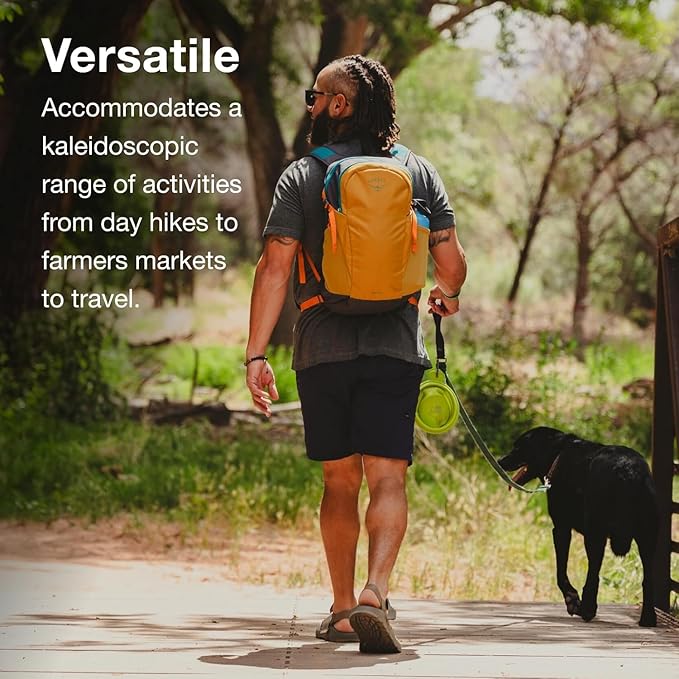 Versatile
Accommodates a
kaleidoscopic
range of activities
from day hikes to
farmers markets
to travel.